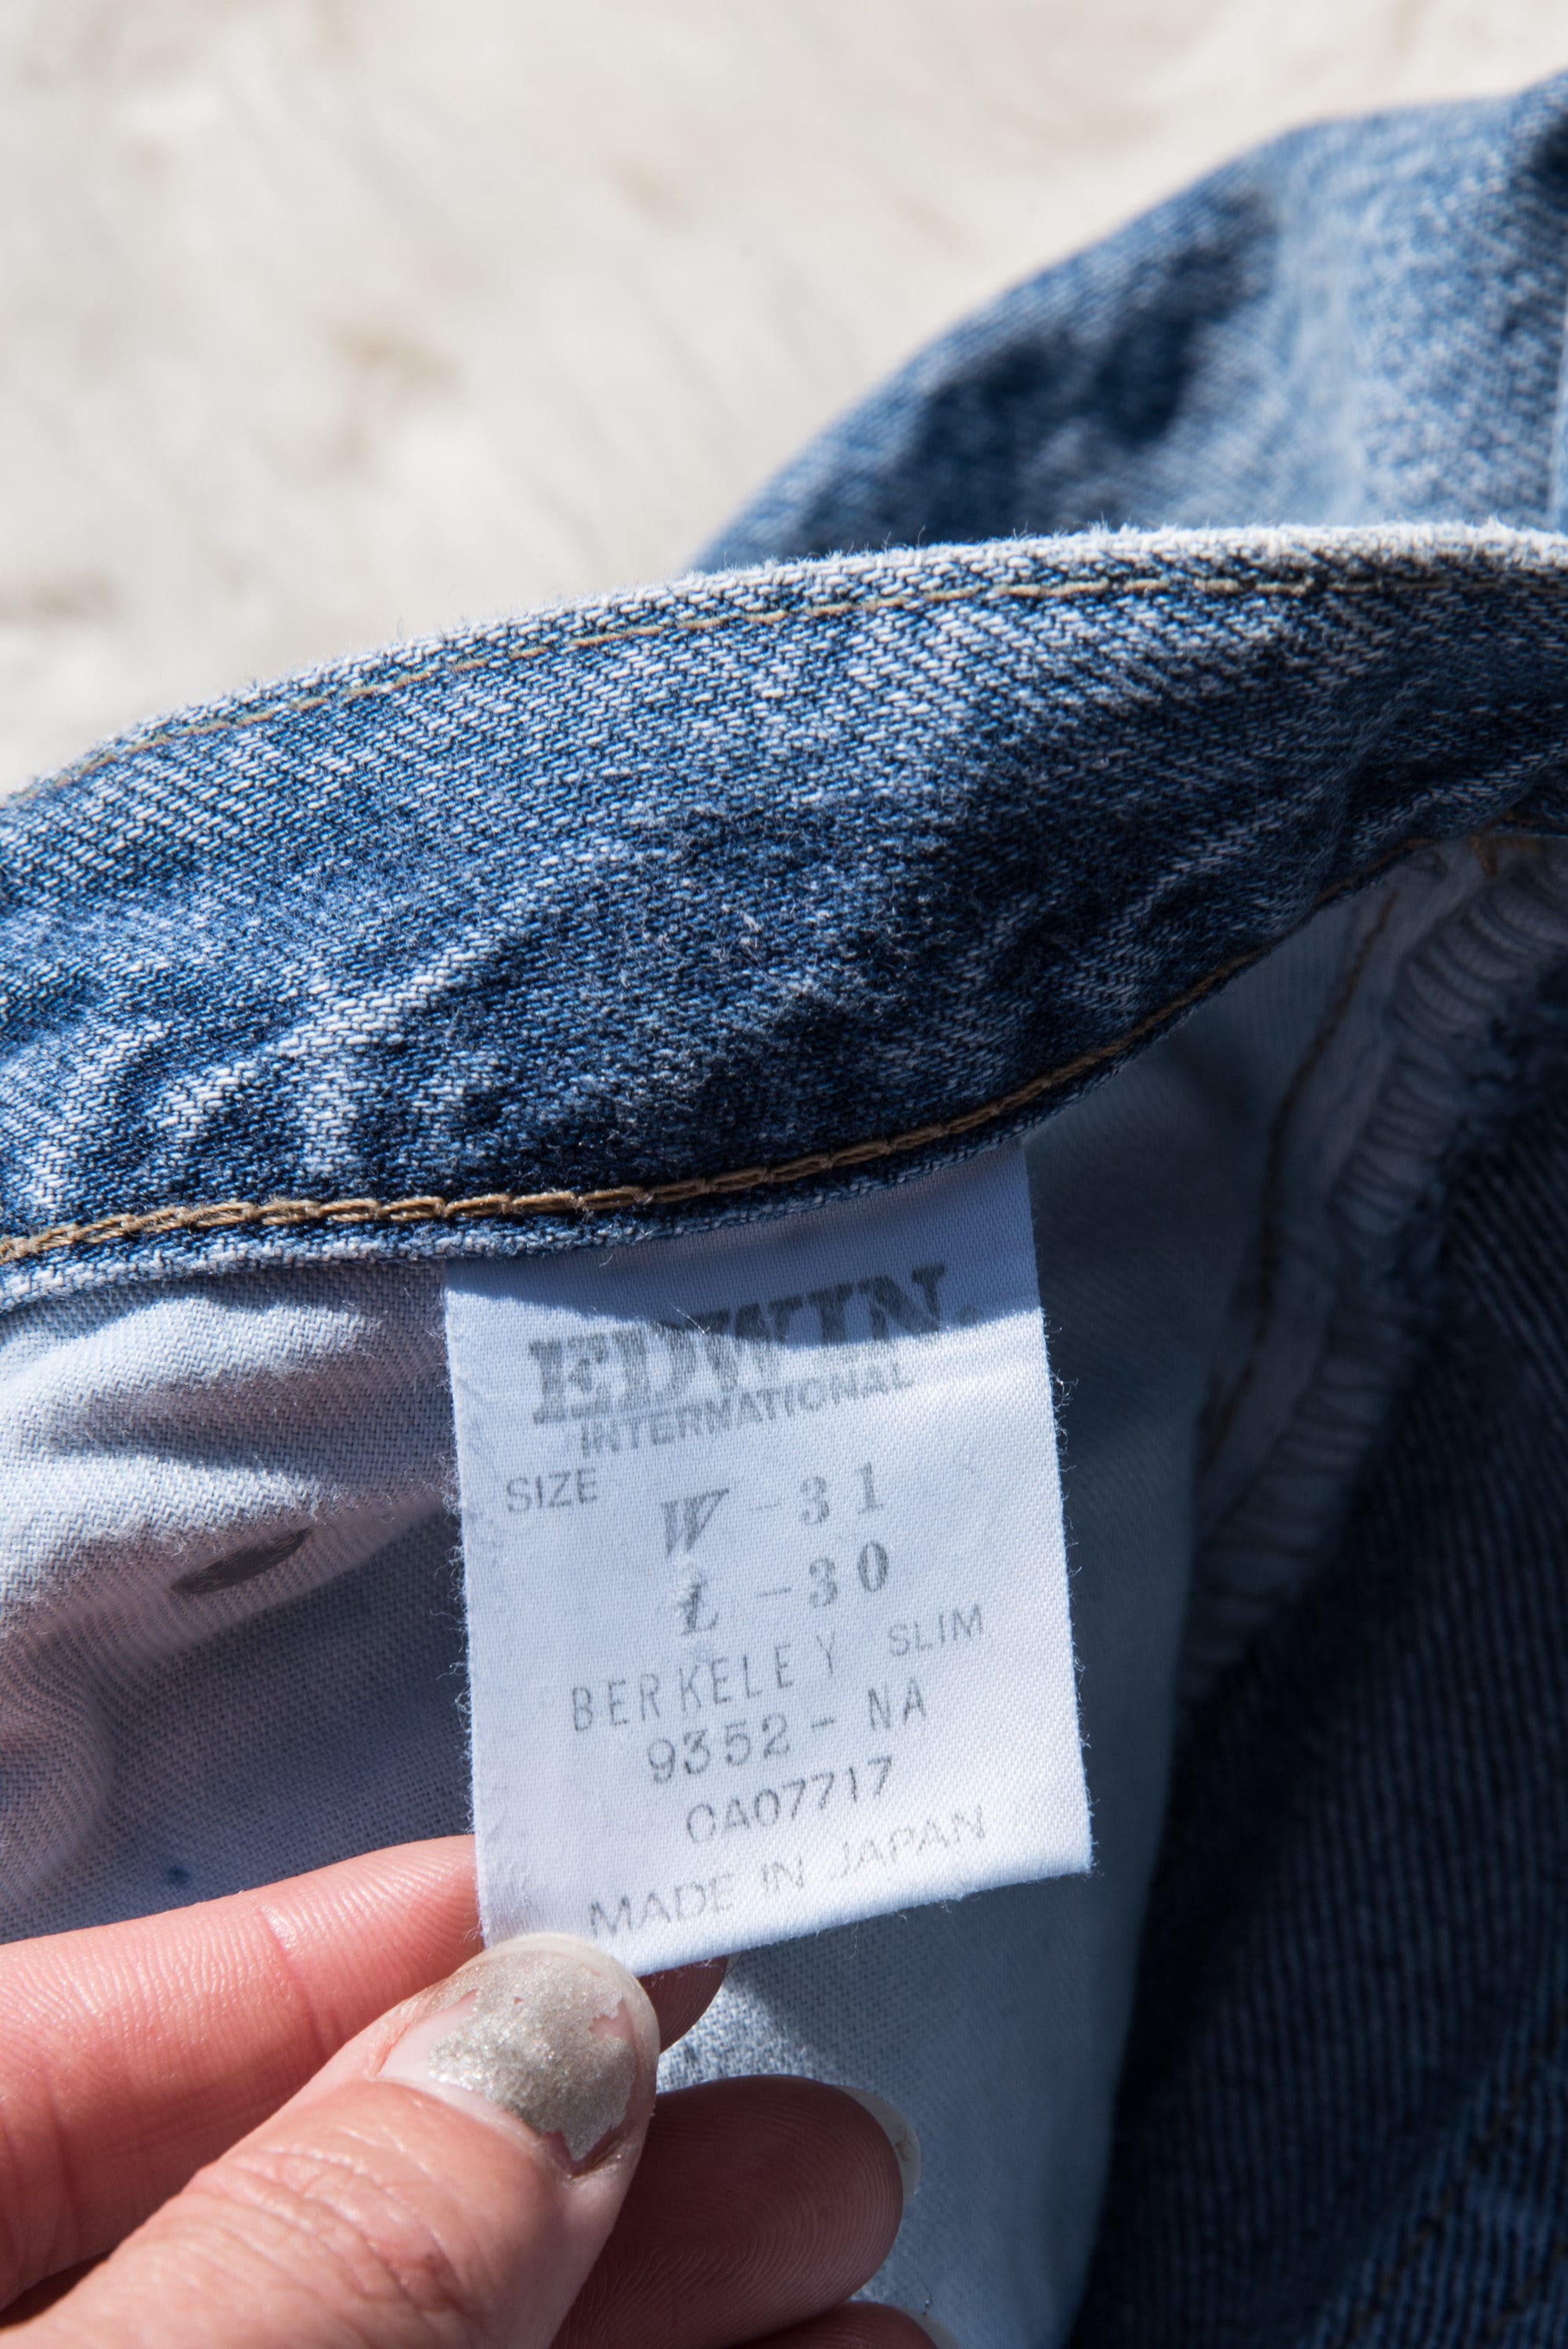 EDWIN
INTERNATIONAL
SIZE
W-31
L-30
BERKELEY SLIM
9352-NA
CA07717
MADE IN JAPAN